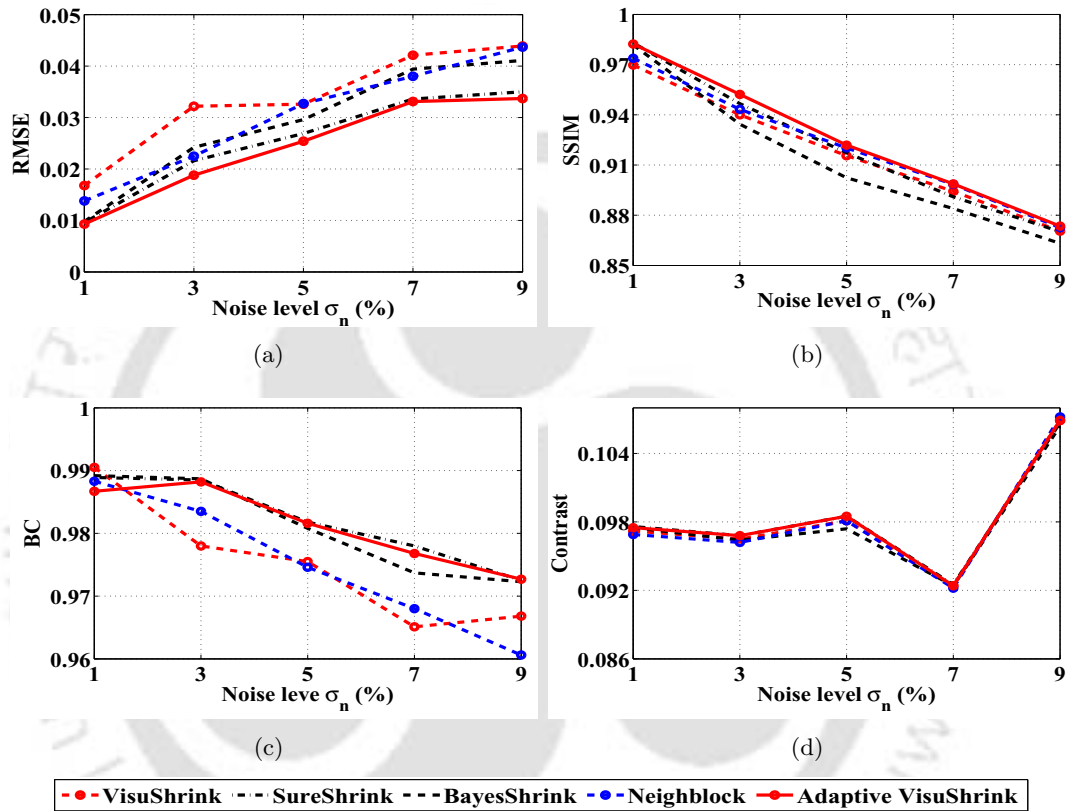 0.05
0.04
0.03
0.02
0.01
0
RMSE
1 3 5 7 9
Noise level σn (%)
(a)
1
0.97
0.94
0.91
0.88
0.85
SSIM
1 3 5 7 9
Noise level σn (%)
(b)
1
0.99
0.98
0.97
0.96
BC
1 3 5 7 9
Noise leve σn (%)
(c)
0.104
0.098
0.092
0.086
Contrast
1 3 5 7 9
Noise level σn (%)
(d)
VisuShrink SureShrink BayesShrink Neighblock Adaptive VisuShrink